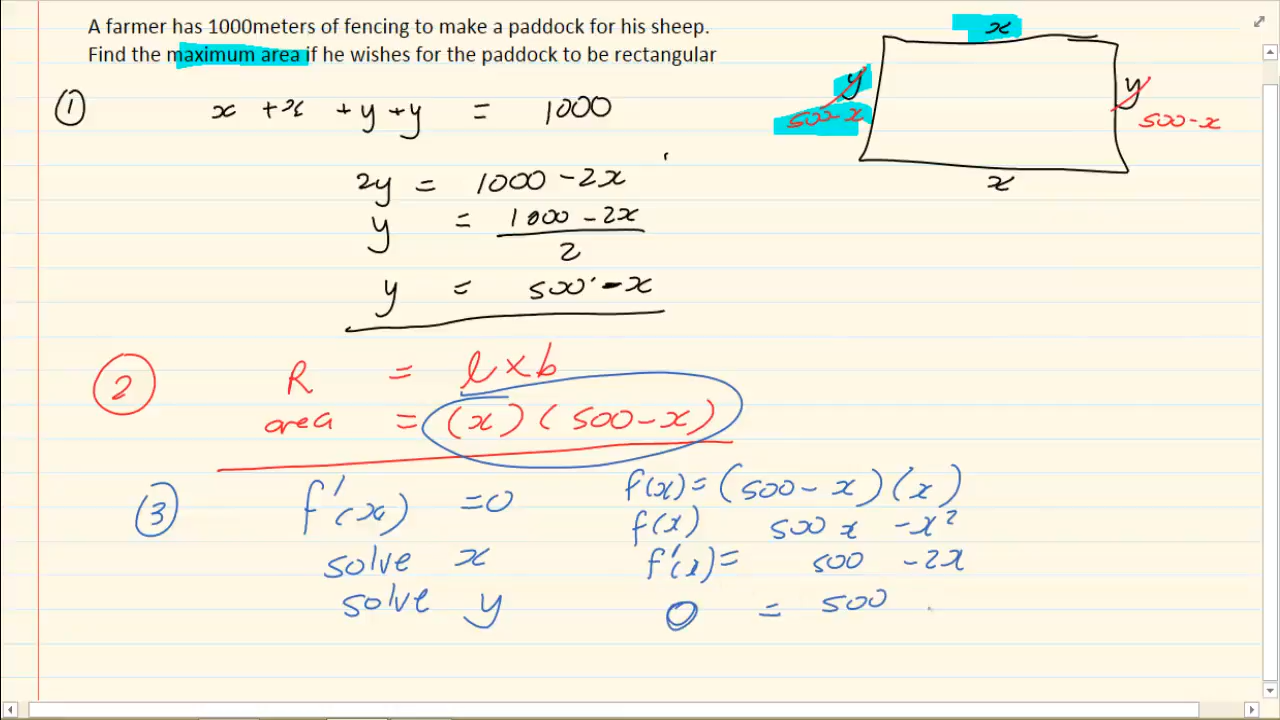 A farmer has 1000meters of fencing to make a paddock for his sheep.
Find the maximum area if he wishes for the paddock to be rectangular
x
y
500-x
y
500-x
x
① x + x + y + y = 1000
2y = 1000 - 2x
y = 1000 - 2x
2
y = 500 - x
② R = l × b
area = (x)(500 - x)
③ f'(x) = 0
solve x
solve y
f(x) = (500 - x)(x)
f(x) 500x - x²
f'(x) = 500 - 2x
0 = 500